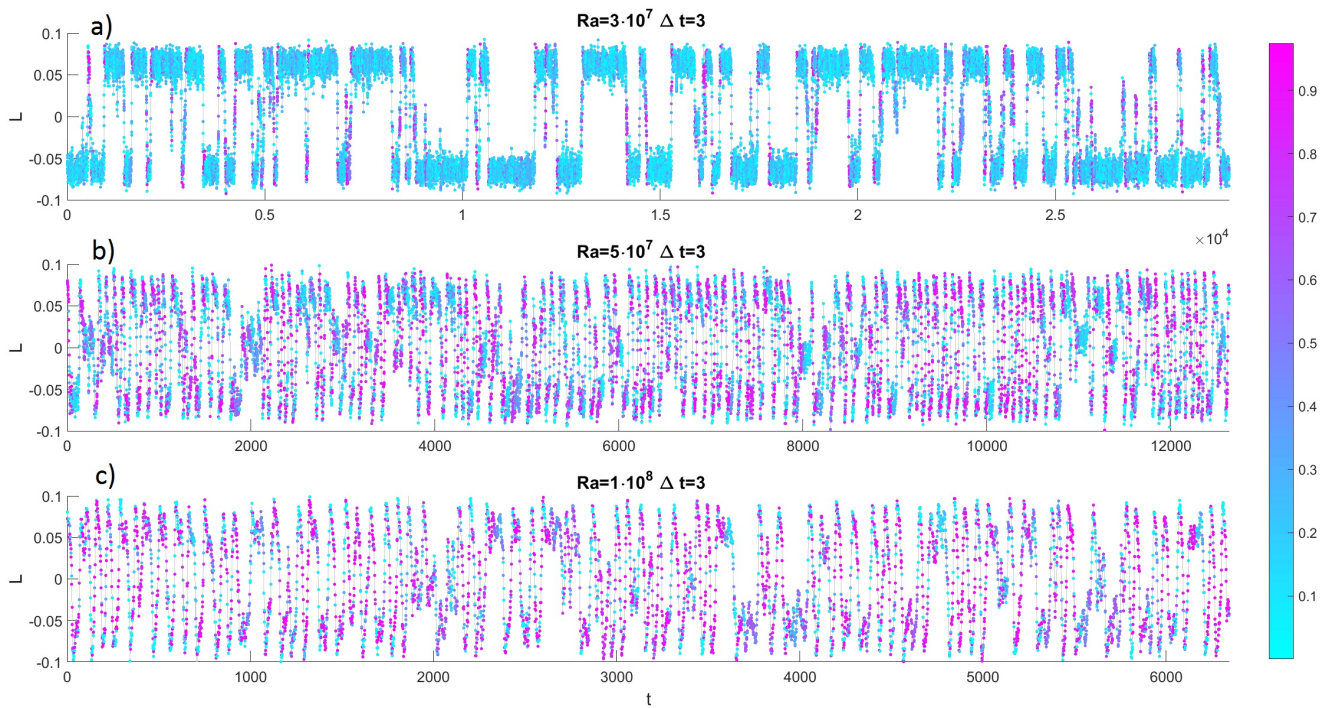 a)
Ra=3·10⁷ Δ t=3
0.1
0.05
0
-0.05
-0.1
L
0 0.5 1 1.5 2 2.5
×10⁴
b)
Ra=5·10⁷ Δ t=3
0.1
0.05
0
-0.05
-0.1
L
0 2000 4000 6000 8000 10000 12000
c)
Ra=1·10⁸ Δ t=3
0.1
0.05
0
-0.05
-0.1
L
0 1000 2000 3000 4000 5000 6000
t
0.9
0.8
0.7
0.6
0.5
0.4
0.3
0.2
0.1